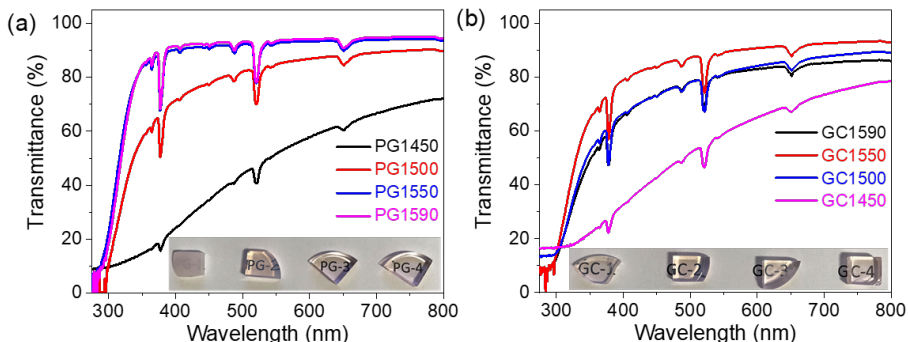 (a)
100
80
60
40
20
0
Transmittance (%)
PG1450
PG1500
PG1550
PG1590
PG-2
PG-3
PG-4
300 400 500 600 700 800
Wavelength (nm)
(b)
100
80
60
40
20
0
Transmittance (%)
GC1590
GC1550
GC1500
GC1450
GC-1
GC-2
GC-3
GC-4
300 400 500 600 700 800
Wavelength (nm)